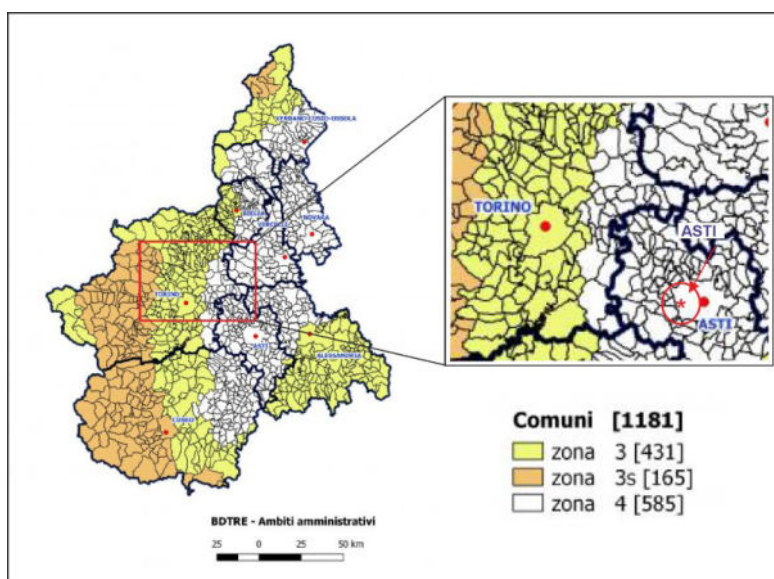 VERBANO-CUSIO-OSSOLA
BIELLA
VERCELLI
NOVARA
TORINO
ASTI
ALESSANDRIA
CUNEO
TORINO
ASTI
*
ASTI
Comuni [1181]
zona 3 [431]
zona 3s [165]
zona 4 [585]
BDTRE - Ambiti amministrativi
25 0 25 50 km